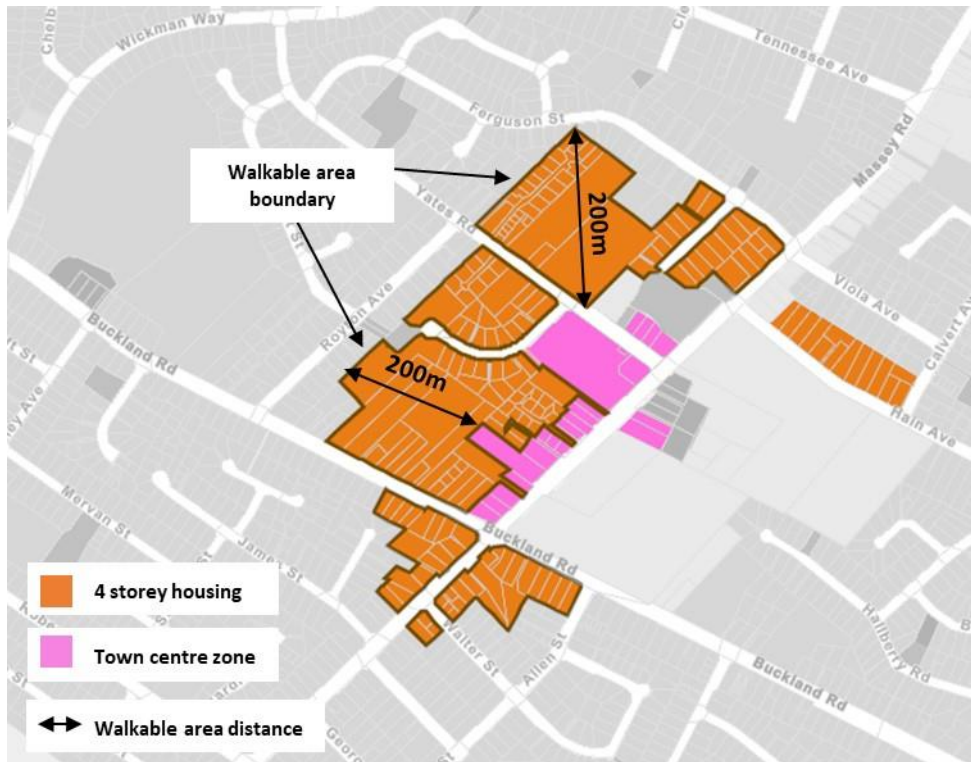 Wickman Way
Tennessee Ave
Ferguson St
Massey Rd
Walkable area
boundary
200m
Yates Rd
Viola Ave
Royton Ave
Buckland Rd
Calvert Ave
200m
Hain Ave
Mervan St
Buckland Rd
James St
4 storey housing
Hallberry Rd
Walter St
Allen St
Town centre zone
Buckland Rd
Walkable area distance